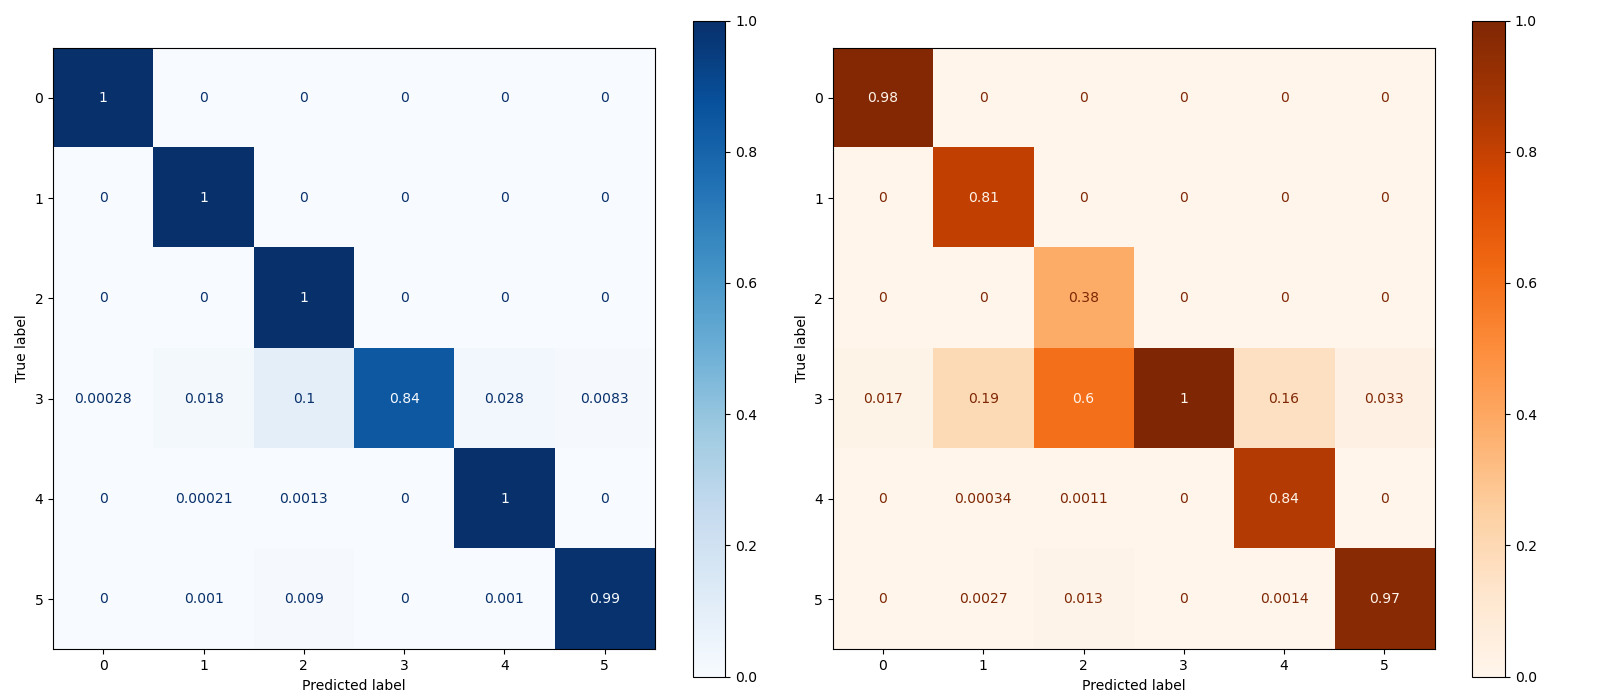 1.0
0.8
0.6
0.4
0.2
0.0
True label
0 1 0 0 0 0 0
1 0 1 0 0 0 0
2 0 0 1 0 0 0
3 0.00028 0.018 0.1 0.84 0.028 0.0083
4 0 0.00021 0.0013 0 1 0
5 0 0.001 0.009 0 0.001 0.99
0 1 2 3 4 5
Predicted label
1.0
0.8
0.6
0.4
0.2
0.0
True label
0 0.98 0 0 0 0 0
1 0 0.81 0 0 0 0
2 0 0 0.38 0 0 0
3 0.017 0.19 0.6 1 0.16 0.033
4 0 0.00034 0.0011 0 0.84 0
5 0 0.0027 0.013 0 0.0014 0.97
0 1 2 3 4 5
Predicted label